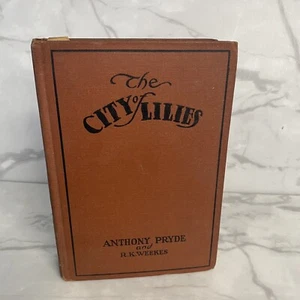 The
CITY of LILIES
ANTHONY PRYDE
and
R.K. WEEKES